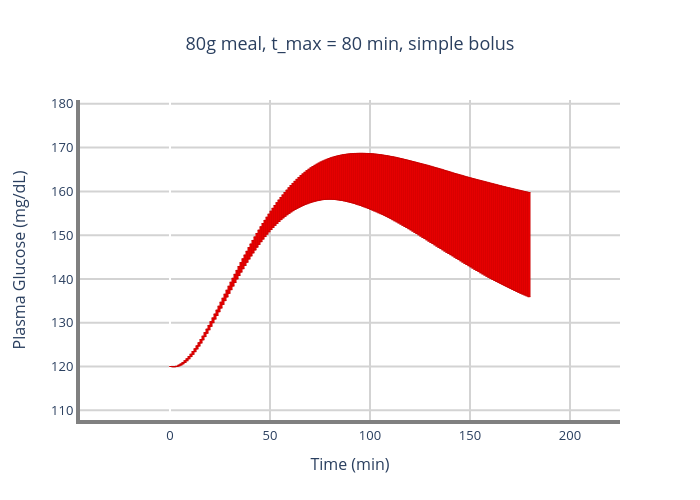 80g meal, t_max = 80 min, simple bolus
Plasma Glucose (mg/dL)
180
170
160
150
140
130
120
110
0 50 100 150 200
Time (min)